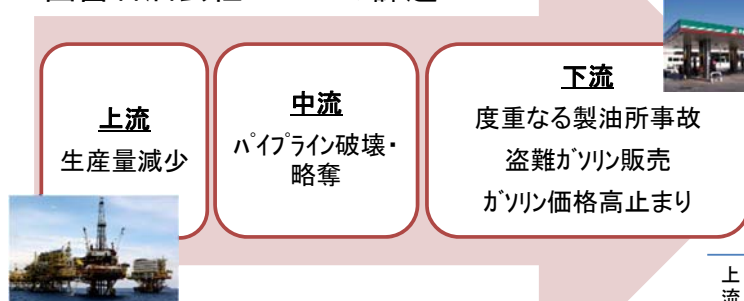 上流
生産量減少
中流
ﾊﾟｲﾌﾟﾗｲﾝ破壊・
略奪
下流
度重なる製油所事故
盗難ｶﾞｿﾘﾝ販売
ｶﾞｿﾘﾝ価格高止まり
上
流